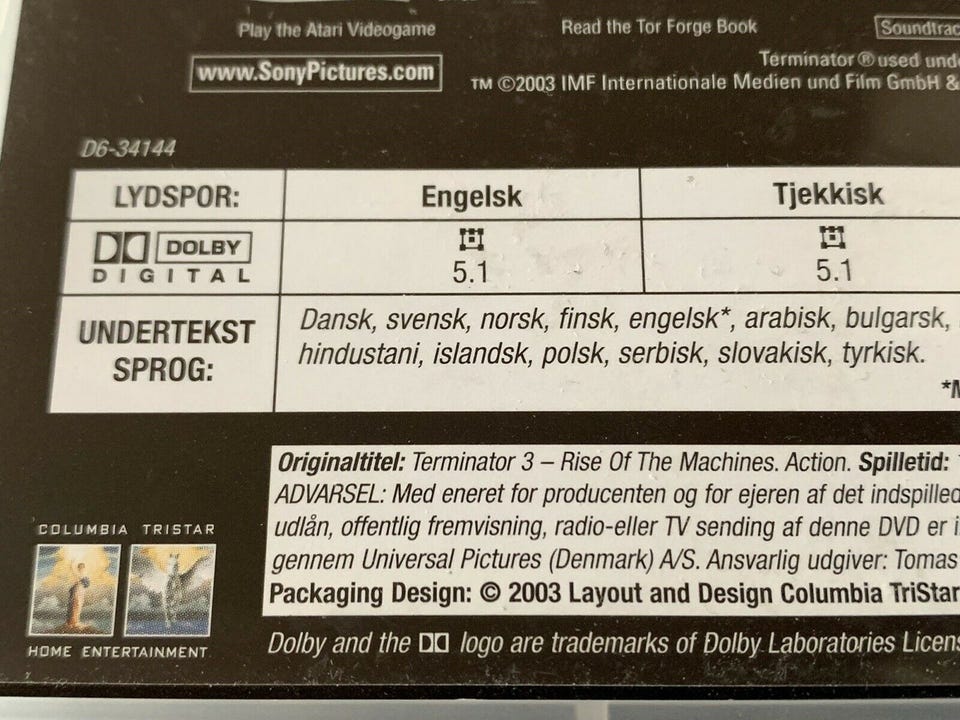 Play the Atari Videogame Read the Tor Forge Book Soundtrac
www.SonyPictures.com Terminator ® used unde
TM ©2003 IMF Internationale Medien und Film GmbH &
D6-34144
LYDSPOR: Engelsk Tjekkisk
DOLBY
DIGITAL 5.1 5.1
UNDERTEKST SPROG:
Dansk, svensk, norsk, finsk, engelsk*, arabisk, bulgarsk,
hindustani, islandsk, polsk, serbisk, slovakisk, tyrkisk.
*M
Originaltitel: Terminator 3 – Rise Of The Machines. Action. Spilletid:
ADVARSEL: Med eneret for producenten og for ejeren af det indspilled
udlån, offentlig fremvisning, radio-eller TV sending af denne DVD er i
gennem Universal Pictures (Denmark) A/S. Ansvarlig udgiver: Tomas
Packaging Design: © 2003 Layout and Design Columbia TriStar
COLUMBIA TRISTAR
HOME ENTERTAINMENT
Dolby and the DD logo are trademarks of Dolby Laboratories Licens